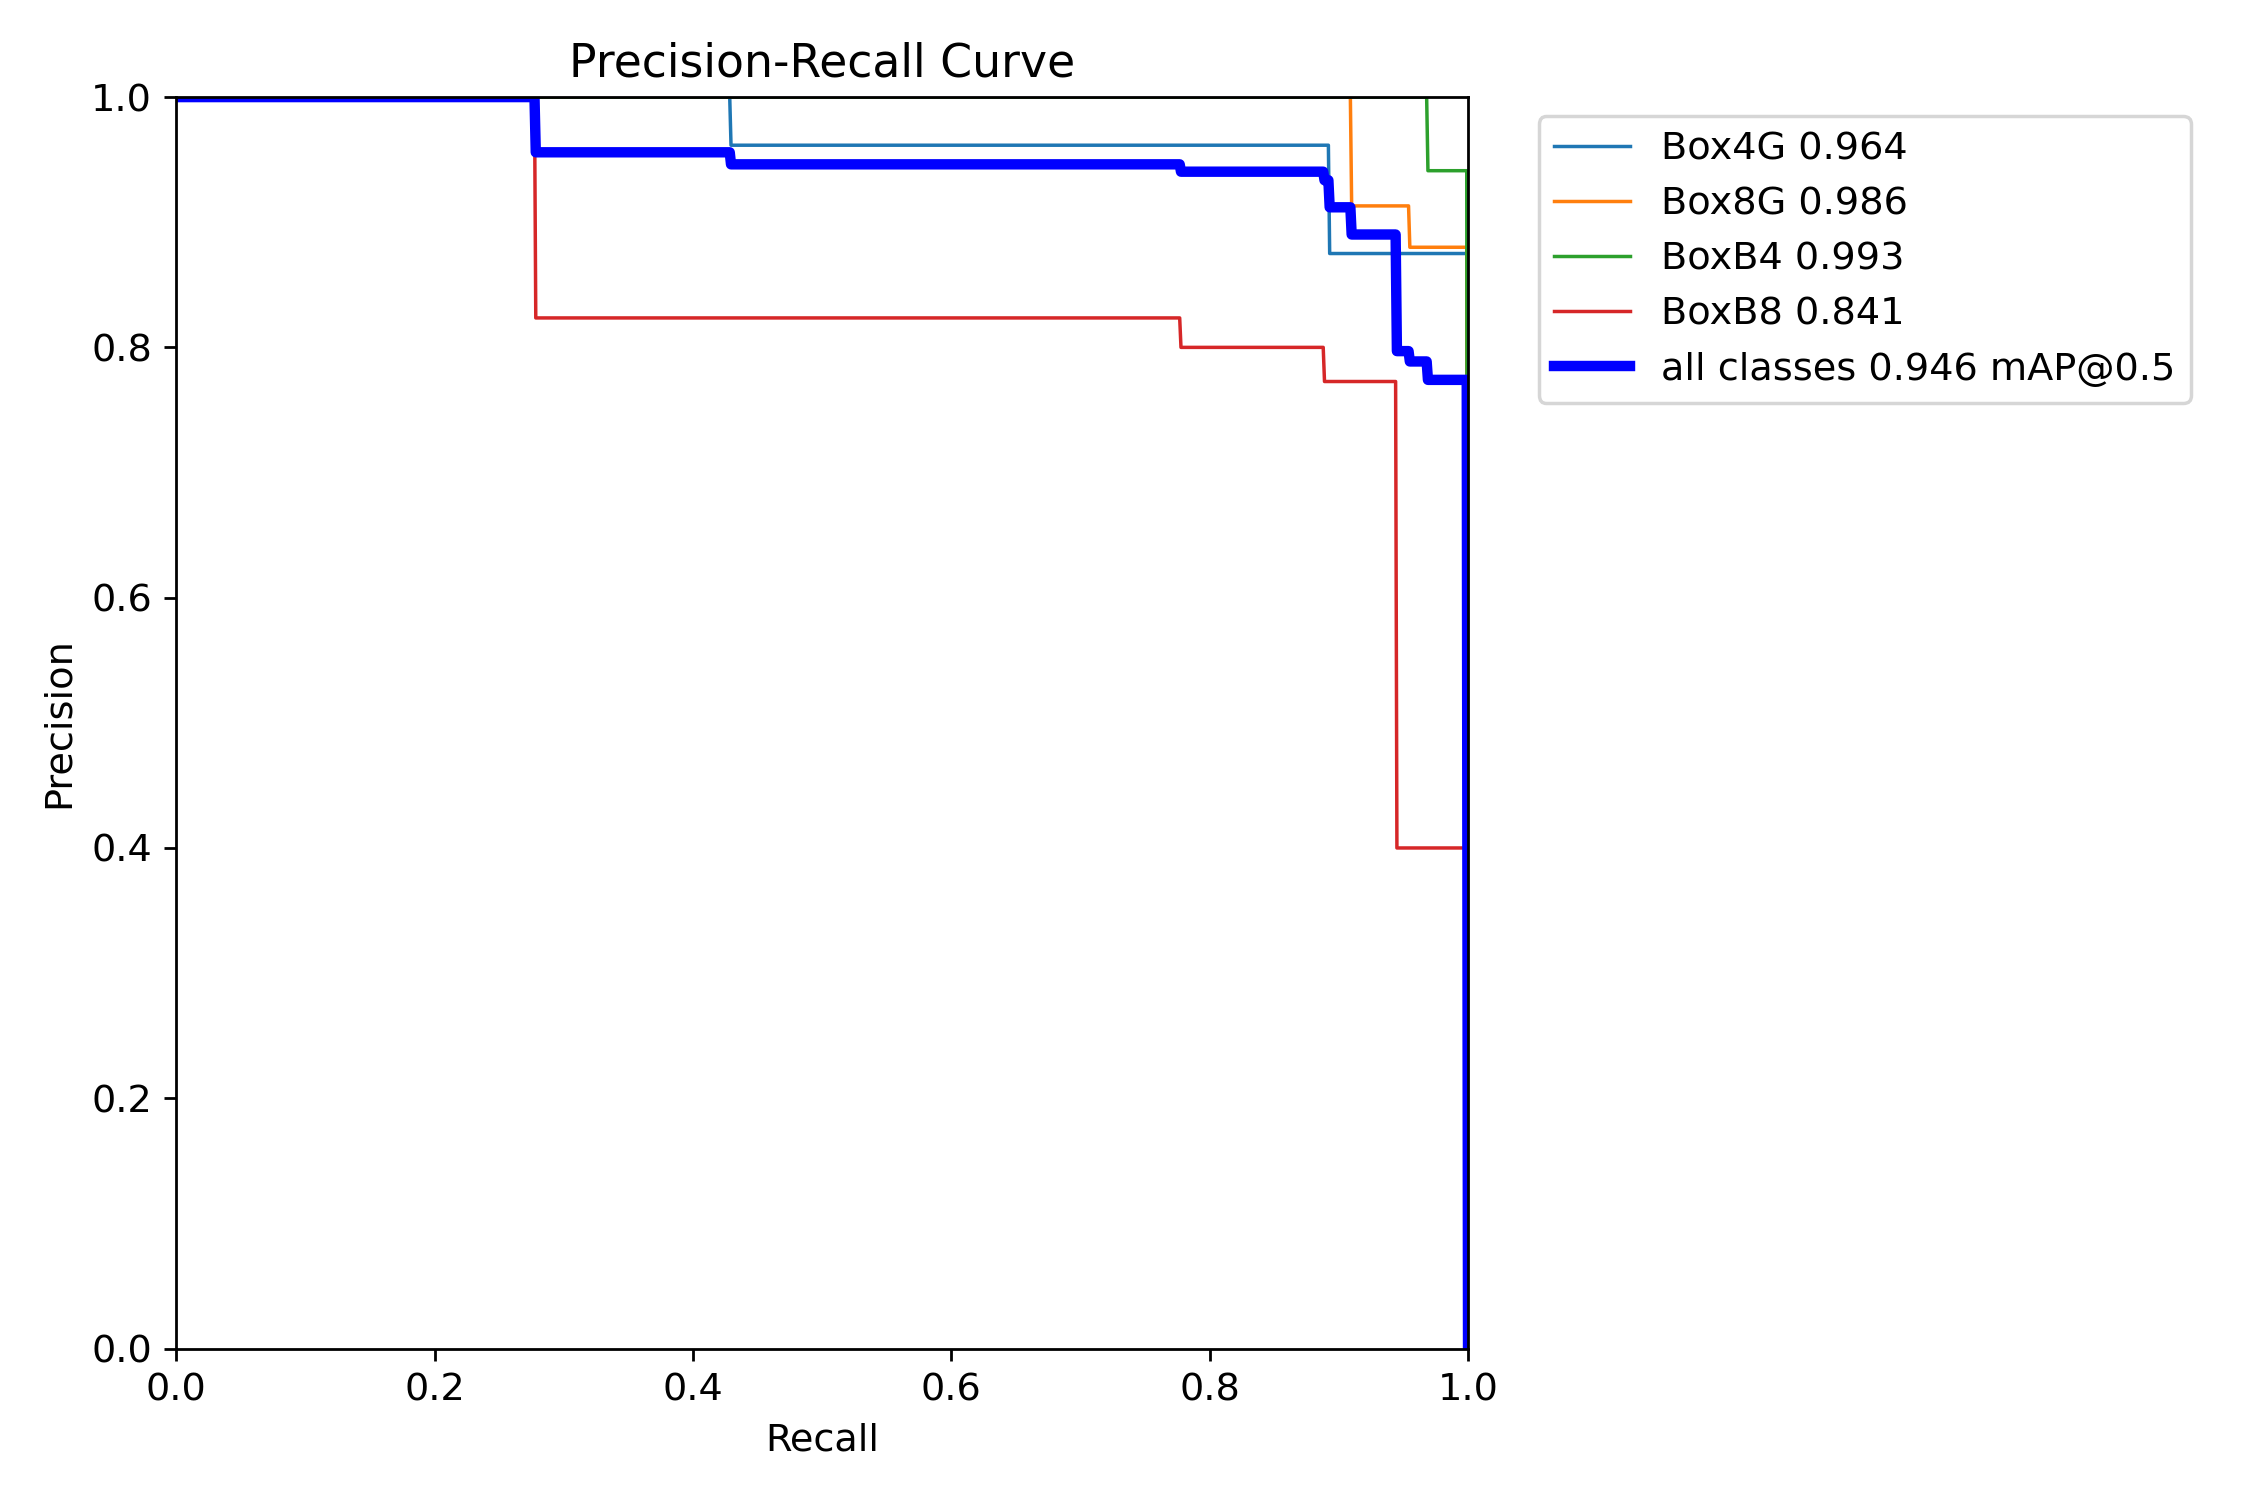 Precision-Recall Curve
1.0
0.8
0.6
0.4
0.2
0.0
Precision
0.0 0.2 0.4 0.6 0.8 1.0
Recall
Box4G 0.964
Box8G 0.986
BoxB4 0.993
BoxB8 0.841
all classes 0.946 mAP@0.5